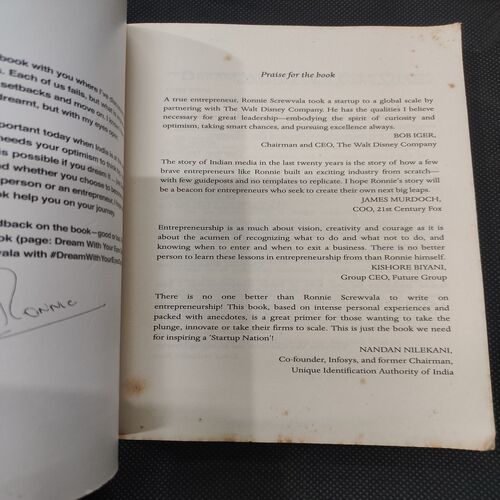 book with you where I've
. Each of us fails, but what
setbacks and move on. I
dreamt, but with my eyes open.
portant today when India is at
needs your optimism to think
is possible if you dream it.
nd whether you choose to be
person or an entrepreneur, I
ok help you on your journey
dback on the book—good or bad
ok (page: Dream With Your Eyes
vala with #DreamWithYourEyes
Ronnie
Praise for the book
A true entrepreneur, Ronnie Screwvala took a startup to a global scale by
partnering with The Walt Disney Company. He has the qualities I believe
necessary for great leadership—embodying the spirit of curiosity and
optimism, taking smart chances, and pursuing excellence always.
BOB IGER,
Chairman and CEO, The Walt Disney Company
The story of Indian media in the last twenty years is the story of how a few
brave entrepreneurs like Ronnie built an exciting industry from scratch—
with few guideposts and no templates to replicate. I hope Ronnie's story will
be a beacon for entrepreneurs who seek to create their own next big leaps.
JAMES MURDOCH,
COO, 21st Century Fox
Entrepreneurship is as much about vision, creativity and courage as it is
about the acumen of recognizing what to do and what not to do, and
knowing when to enter and when to exit a business. There is no better
person to learn these lessons in entrepreneurship from than Ronnie himself.
KISHORE BIYANI,
Group CEO, Future Group
There is no one better than Ronnie Screwvala to write on
entrepreneurship! This book, based on intense personal experiences and
packed with anecdotes, is a great primer for those wanting to take the
plunge, innovate or take their firms to scale. This is just the book we need
for inspiring a 'Startup Nation'!
NANDAN NILEKANI,
Co-founder, Infosys, and former Chairman,
Unique Identification Authority of India